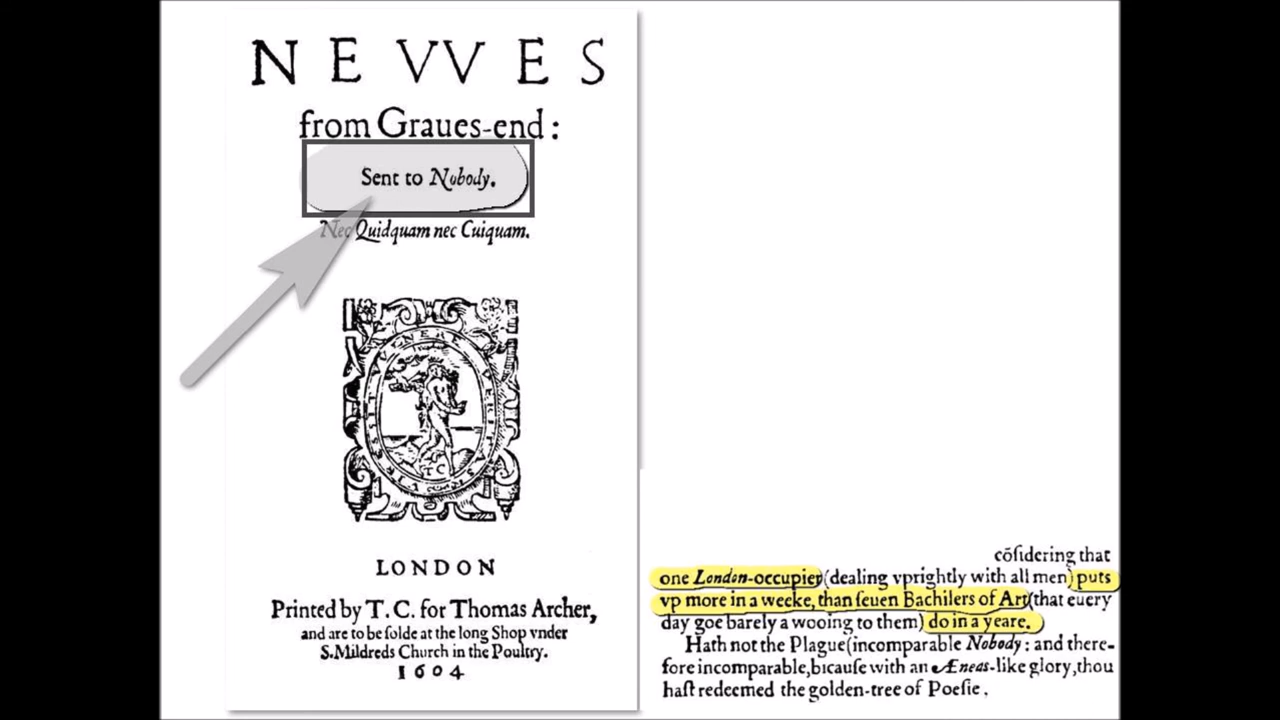 NEVVES
from Graues-end:
Sent to Nobody.
Nec Quidquam nec Cuiquam.
T C
LONDON
Printed by T.C. for Thomas Archer,
and are to be ſolde at the long Shop vnder
S.Mildreds Church in the Poultry.
1604
cõſidering that
one London-occupier (dealing vprightly with all men) puts
vp more in a weeke, than ſeuen Bachilers of Art (that euery
day goe barely a wooing to them) do in a yeare.
Hath not the Plague (incomparable Nobody: and there-
fore incomparable, bicauſe with an Æneas-like glory, thou
haſt redeemed the golden-tree of Poeſie,